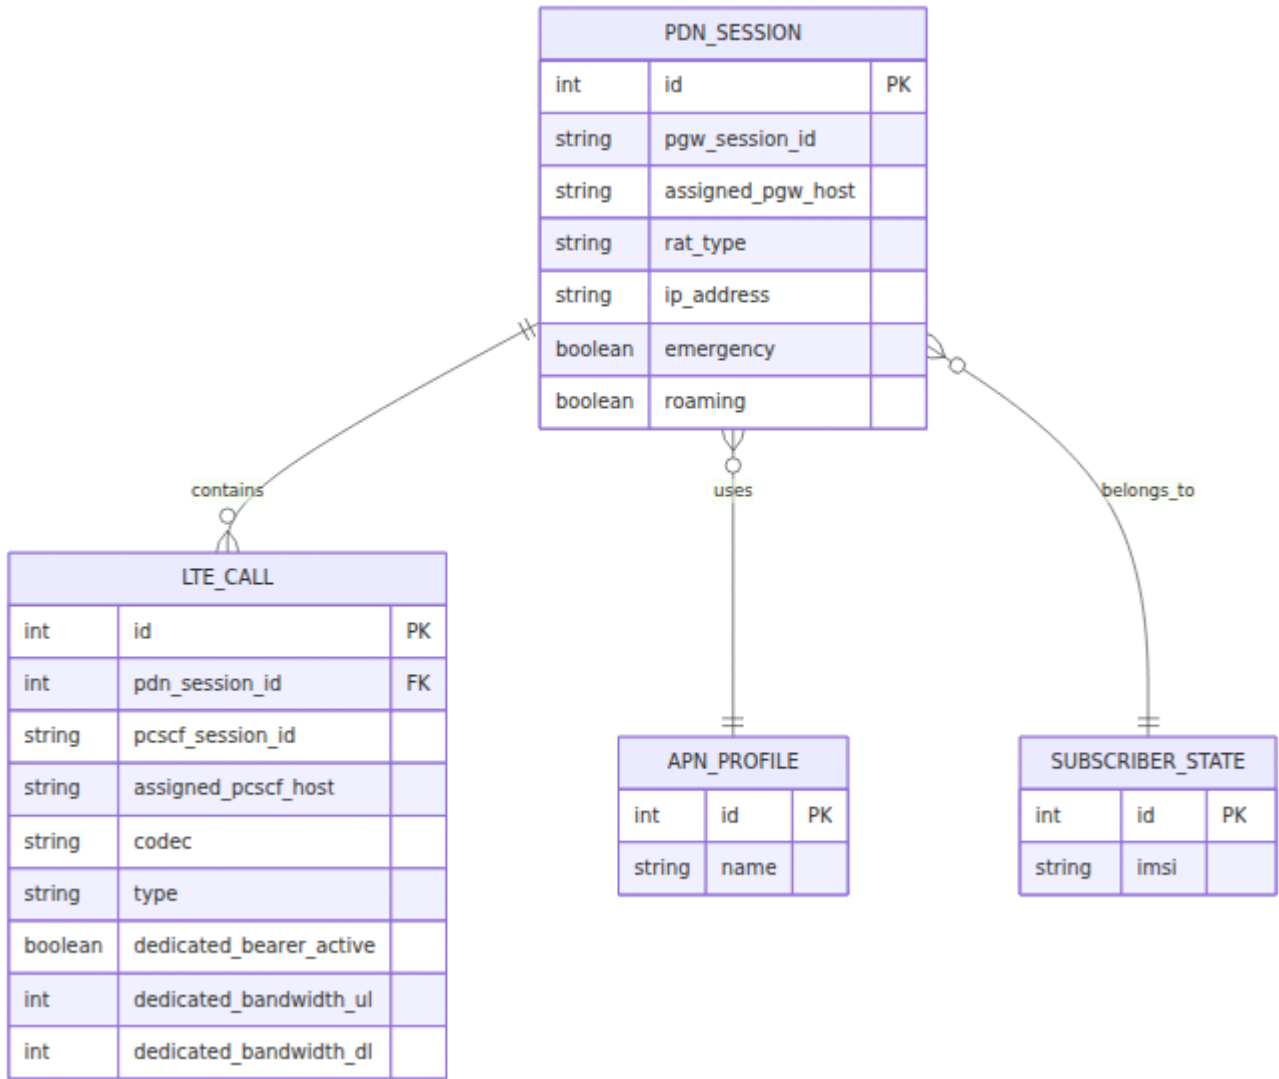 PDN_SESSION
int id PK
string pgw_session_id
string assigned_pgw_host
string rat_type
string ip_address
boolean emergency
boolean roaming
contains
uses
belongs_to
LTE_CALL
int id PK
int pdn_session_id FK
string pcscf_session_id
string assigned_pcscf_host
string codec
string type
boolean dedicated_bearer_active
int dedicated_bandwidth_ul
int dedicated_bandwidth_dl
APN_PROFILE
int id PK
string name
SUBSCRIBER_STATE
int id PK
string imsi